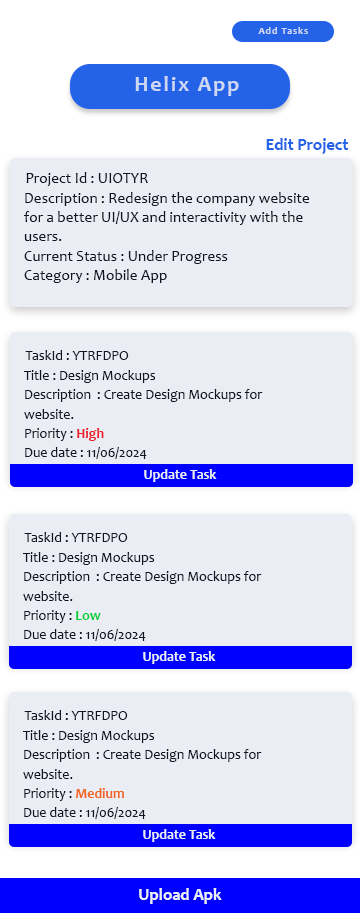 Add Tasks
Helix App
Edit Project
Project Id : UIOTYR
Description : Redesign the company website
for a better UI/UX and interactivity with the
users.
Current Status : Under Progress
Category : Mobile App
TaskId : YTRFDPO
Title : Design Mockups
Description  : Create Design Mockups for
website.
Priority : High
Due date : 11/06/2024
Update Task
TaskId : YTRFDPO
Title : Design Mockups
Description  : Create Design Mockups for
website.
Priority : Low
Due date : 11/06/2024
Update Task
TaskId : YTRFDPO
Title : Design Mockups
Description  : Create Design Mockups for
website.
Priority : Medium
Due date : 11/06/2024
Update Task
Upload Apk